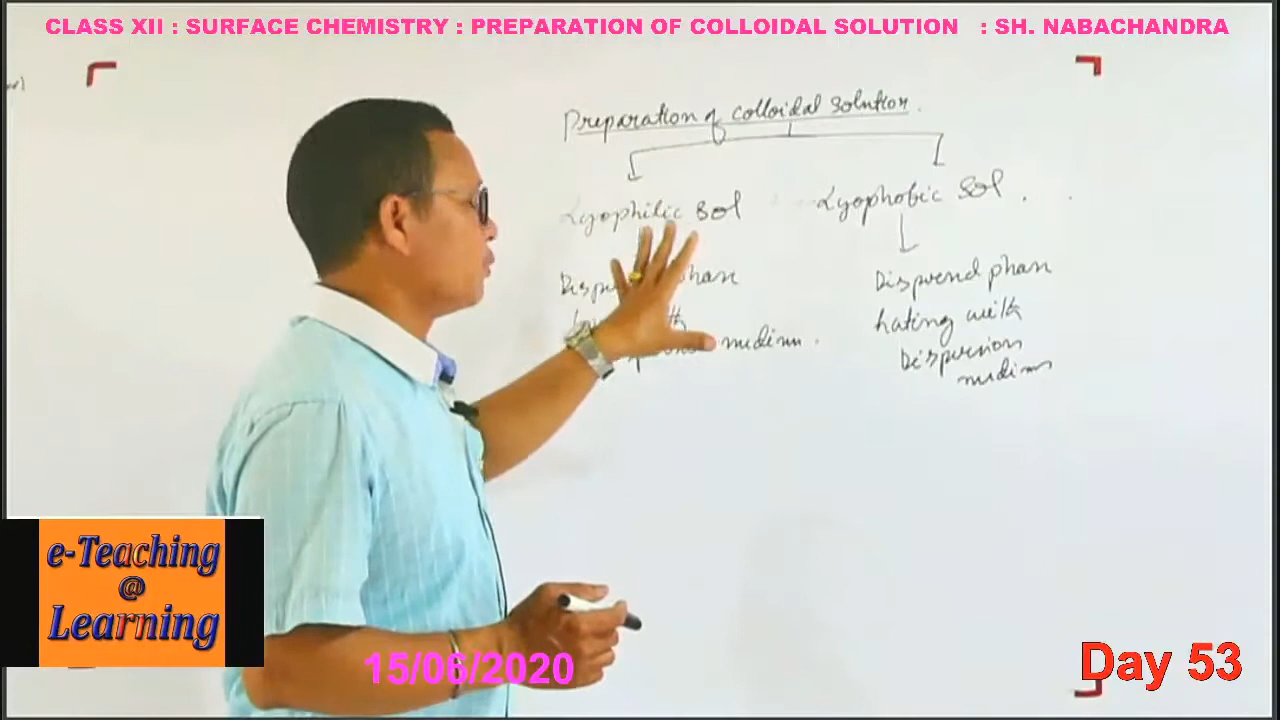 CLASS XII : SURFACE CHEMISTRY : PREPARATION OF COLLOIDAL SOLUTION : SH. NABACHANDRA
Preparation of colloidal solution.
Lyophilic sol
Lyophobic sol.
phase
medium.
Dispersed phase
hating with
Dispersion
medium
e-Teaching
@
Learning
15/06/2020
Day 53